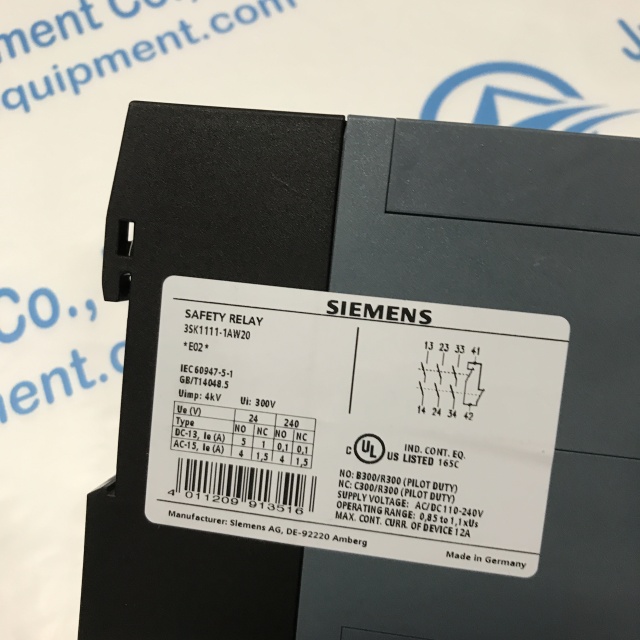 ment Corp
quipment.com
J
Co.,
t.com
SIEMENS
SAFETY RELAY
3SK1111-1AW20
*E02*
IEC 60947-5-1
GB/T14048.5
Uimp: 4kV Ui: 300V
Ue (V) 24 240
Type NO NC NO NC
DC-13, Ie (A) 5 1 0,1 0,1
AC-15, Ie (A) 4 1,5 4 1,5
4 011209 913516
13 23 33 41
14 24 34 42
C UL US LISTED
IND. CONT. EQ.
165C
NO: B300/R300 (PILOT DUTY)
NC: C300/R300 (PILOT DUTY)
SUPPLY VOLTAGE: AC/DC 110-240V
OPERATING RANGE: 0,85 to 1,1xUs
MAX. CONT. CURR. OF DEVICE 12A
Manufacturer: Siemens AG, DE-92220 Amberg
Made in Germany